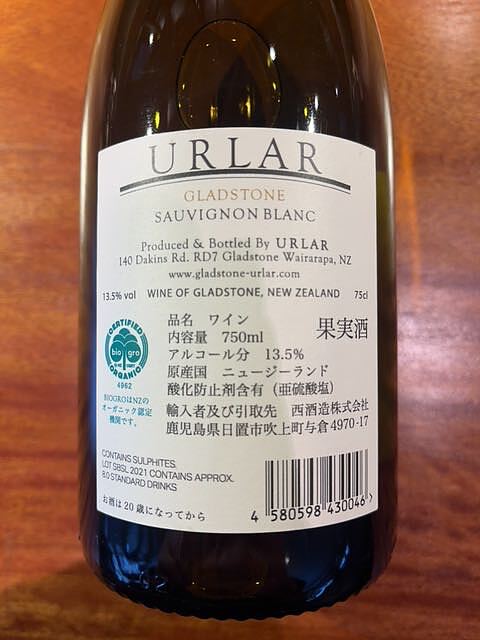 URLAR
GLADSTONE
SAUVIGNON BLANC
Produced & Bottled By URLAR
140 Dakins Rd. RD7 Gladstone Wairarapa, NZ
www.gladstone-urlar.com
13.5% vol WINE OF GLADSTONE, NEW ZEALAND 75cl
品名 ワイン
内容量 750ml
果実酒
アルコール分 13.5%
原産国 ニュージーランド
酸化防止剤含有（亜硫酸塩）
輸入者及び引取先 西酒造株式会社
鹿児島県日置市吹上町与倉4970-17
CERTIFIED
bio gro
ORGANIC
4962
BIOGROはNZの
オーガニック認定
機関です。
CONTAINS SULPHITES.
LOT SBSL 2021 CONTAINS APPROX.
8.0 STANDARD DRINKS
お酒は20歳になってから
4 580598 430046 >